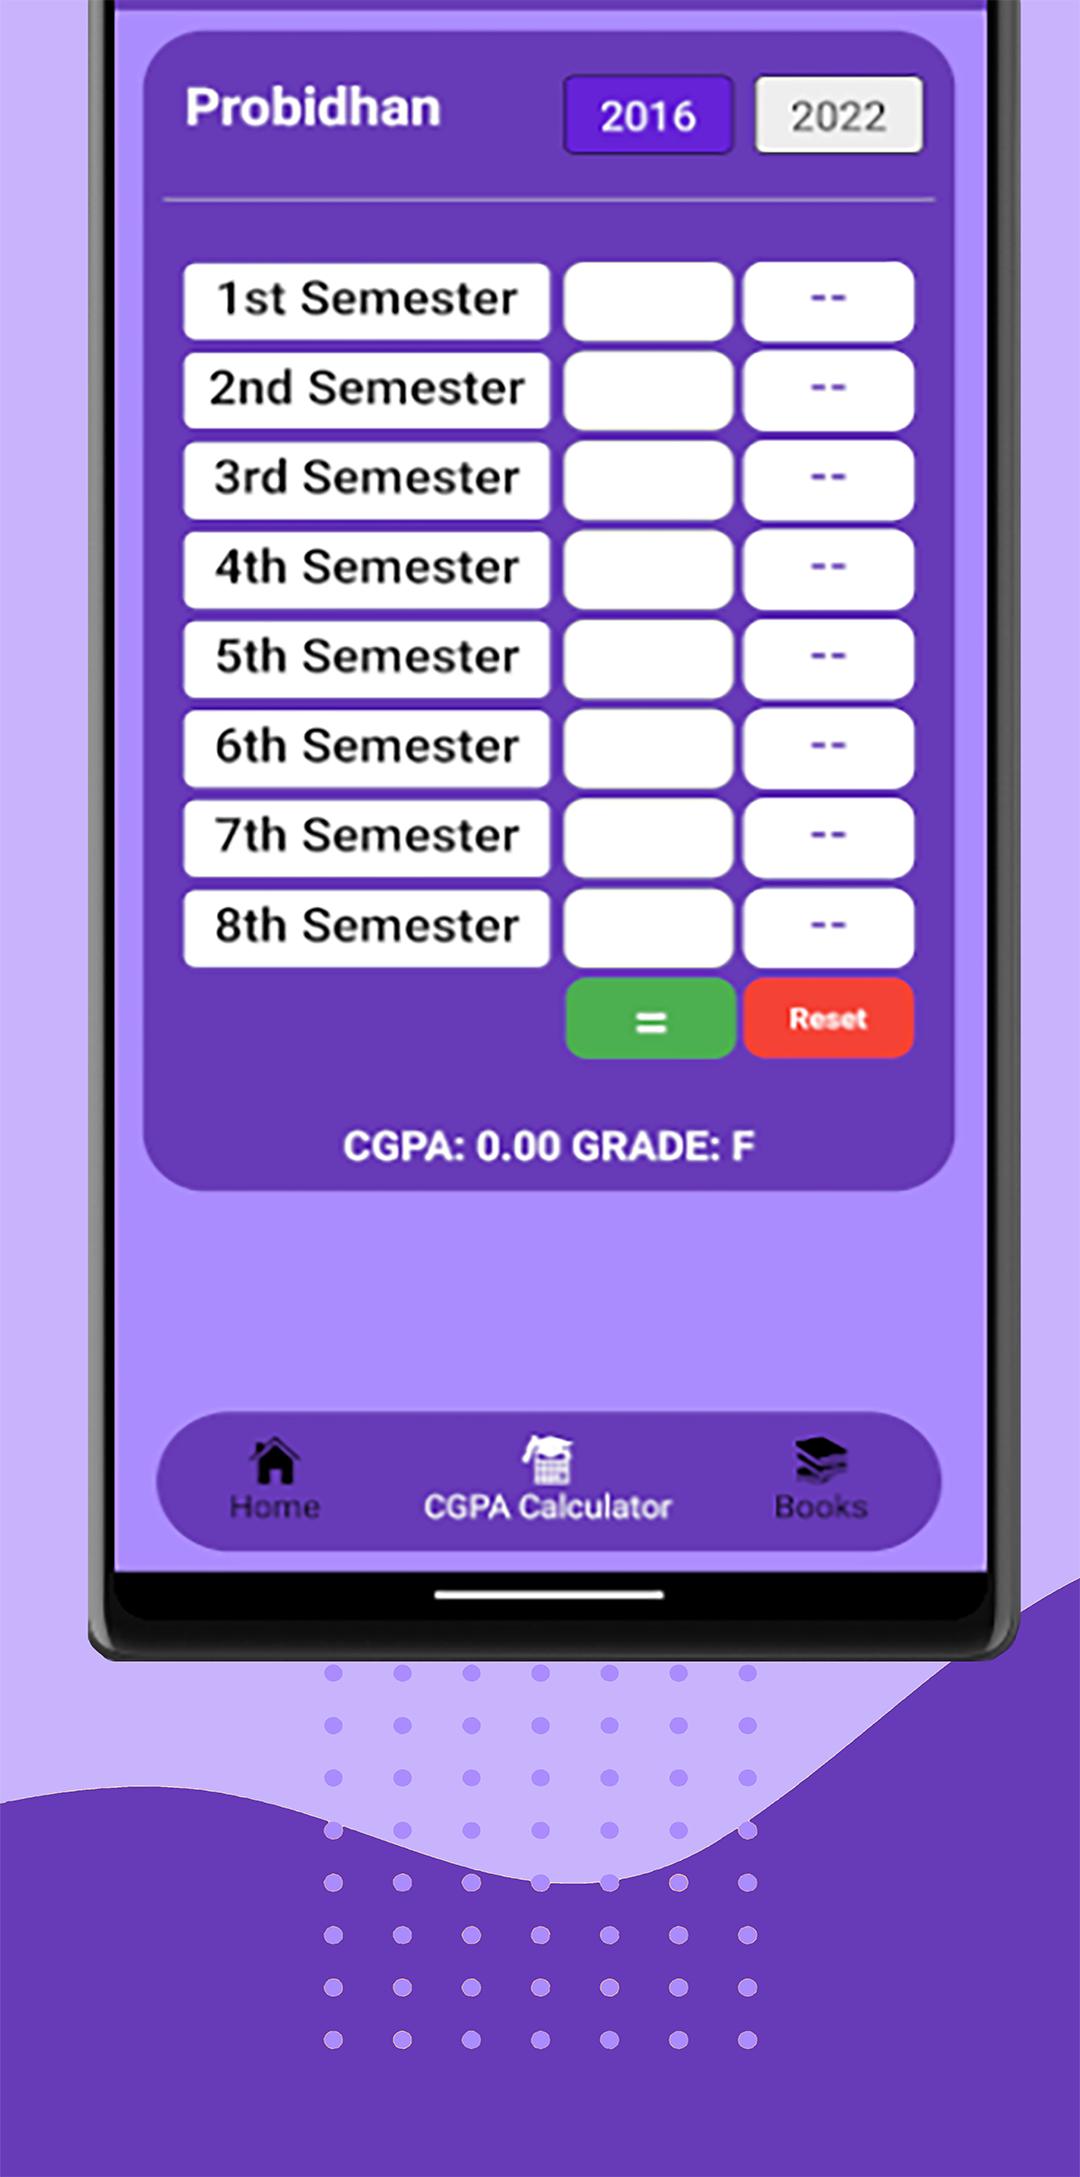 Probidhan 2016 2022
1st Semester --
2nd Semester --
3rd Semester --
4th Semester --
5th Semester --
6th Semester --
7th Semester --
8th Semester --
= Reset
CGPA: 0.00 GRADE: F
Home CGPA Calculator Books